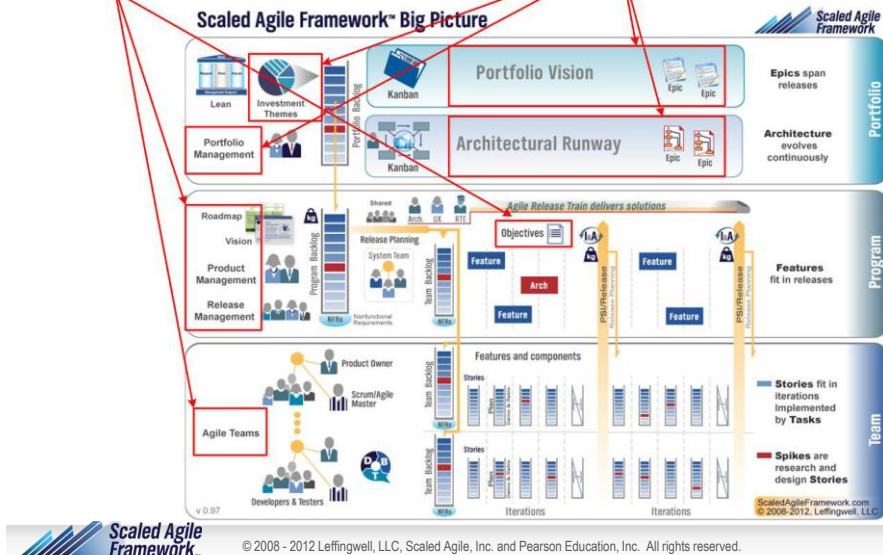 Scaled Agile Framework™ Big Picture
Scaled Agile
Framework
Lean
Investment
Themes
Portfolio
Management
Portfolio Backlog
Kanban
Portfolio Vision
Epic
Epic
Epics span
releases
Kanban
Architectural Runway
Epic
Epic
Architecture
evolves
continuously
Portfolio
Roadmap
Vision
Product
Management
Release
Management
kg
Program Backlog
NFRs
Nonfunctional
Requirements
Shared
Arch.
UX
RTE
Release Planning
System Team
Team Backlog
NFRs
Agile Release Train delivers solutions
Objectives
Feature
Arch
Feature
I&A
kg
PSI/Release
Release Planning
Feature
Feature
I&A
kg
PSI/Release
Release Planning
Features
fit in releases
Program
Product Owner
Scrum/Agile
Master
Agile Teams
Developers & Testers
D
B
T
v 0.97
Features and components
Team Backlog
NFRs
Stories
Plan
Team Backlog
NFRs
Stories
Plan
Iterations
Iterations
Stories fit in
iterations
Implemented
by Tasks
Spikes are
research and
design Stories
Team
ScaledAgileFramework.com
© 2008-2012, Leffingwell, LLC
Scaled Agile
Framework™
© 2008 - 2012 Leffingwell, LLC, Scaled Agile, Inc. and Pearson Education, Inc. All rights reserved.